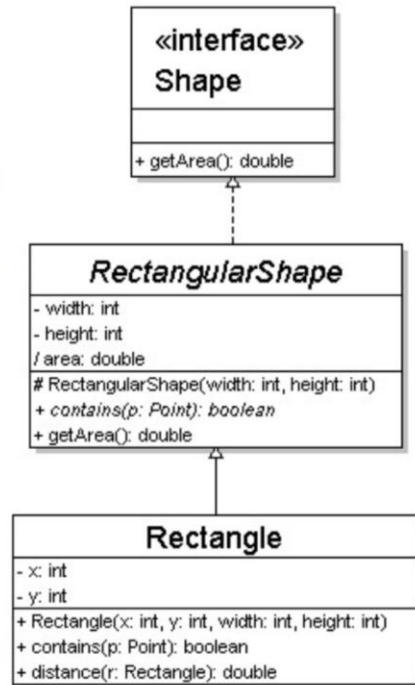 «interface»
Shape
+ getArea(): double
RectangularShape
- width: int
- height: int
/ area: double
# RectangularShape(width: int, height: int)
+ contains(p: Point): boolean
+ getArea(): double
Rectangle
- x: int
- y: int
+ Rectangle(x: int, y: int, width: int, height: int)
+ contains(p: Point): boolean
+ distance(r: Rectangle): double